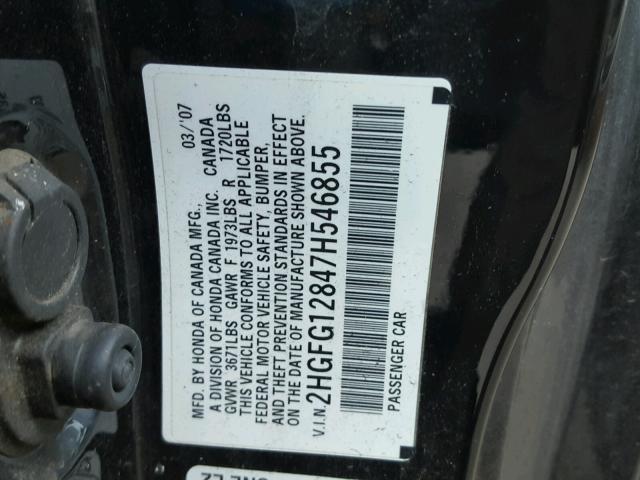 MFD. BY HONDA OF CANADA MFG., 03/'07
A DIVISION OF HONDA CANADA INC. CANADA
GVWR 3671LBS GAWR F 1973LBS R 1720LBS
THIS VEHICLE CONFORMS TO ALL APPLICABLE
FEDERAL MOTOR VEHICLE SAFETY, BUMPER,
AND THEFT PREVENTION STANDARDS IN EFFECT
ON THE DATE OF MANUFACTURE SHOWN ABOVE.
V.I.N. 2HGFG12847H546855
PASSENGER CAR